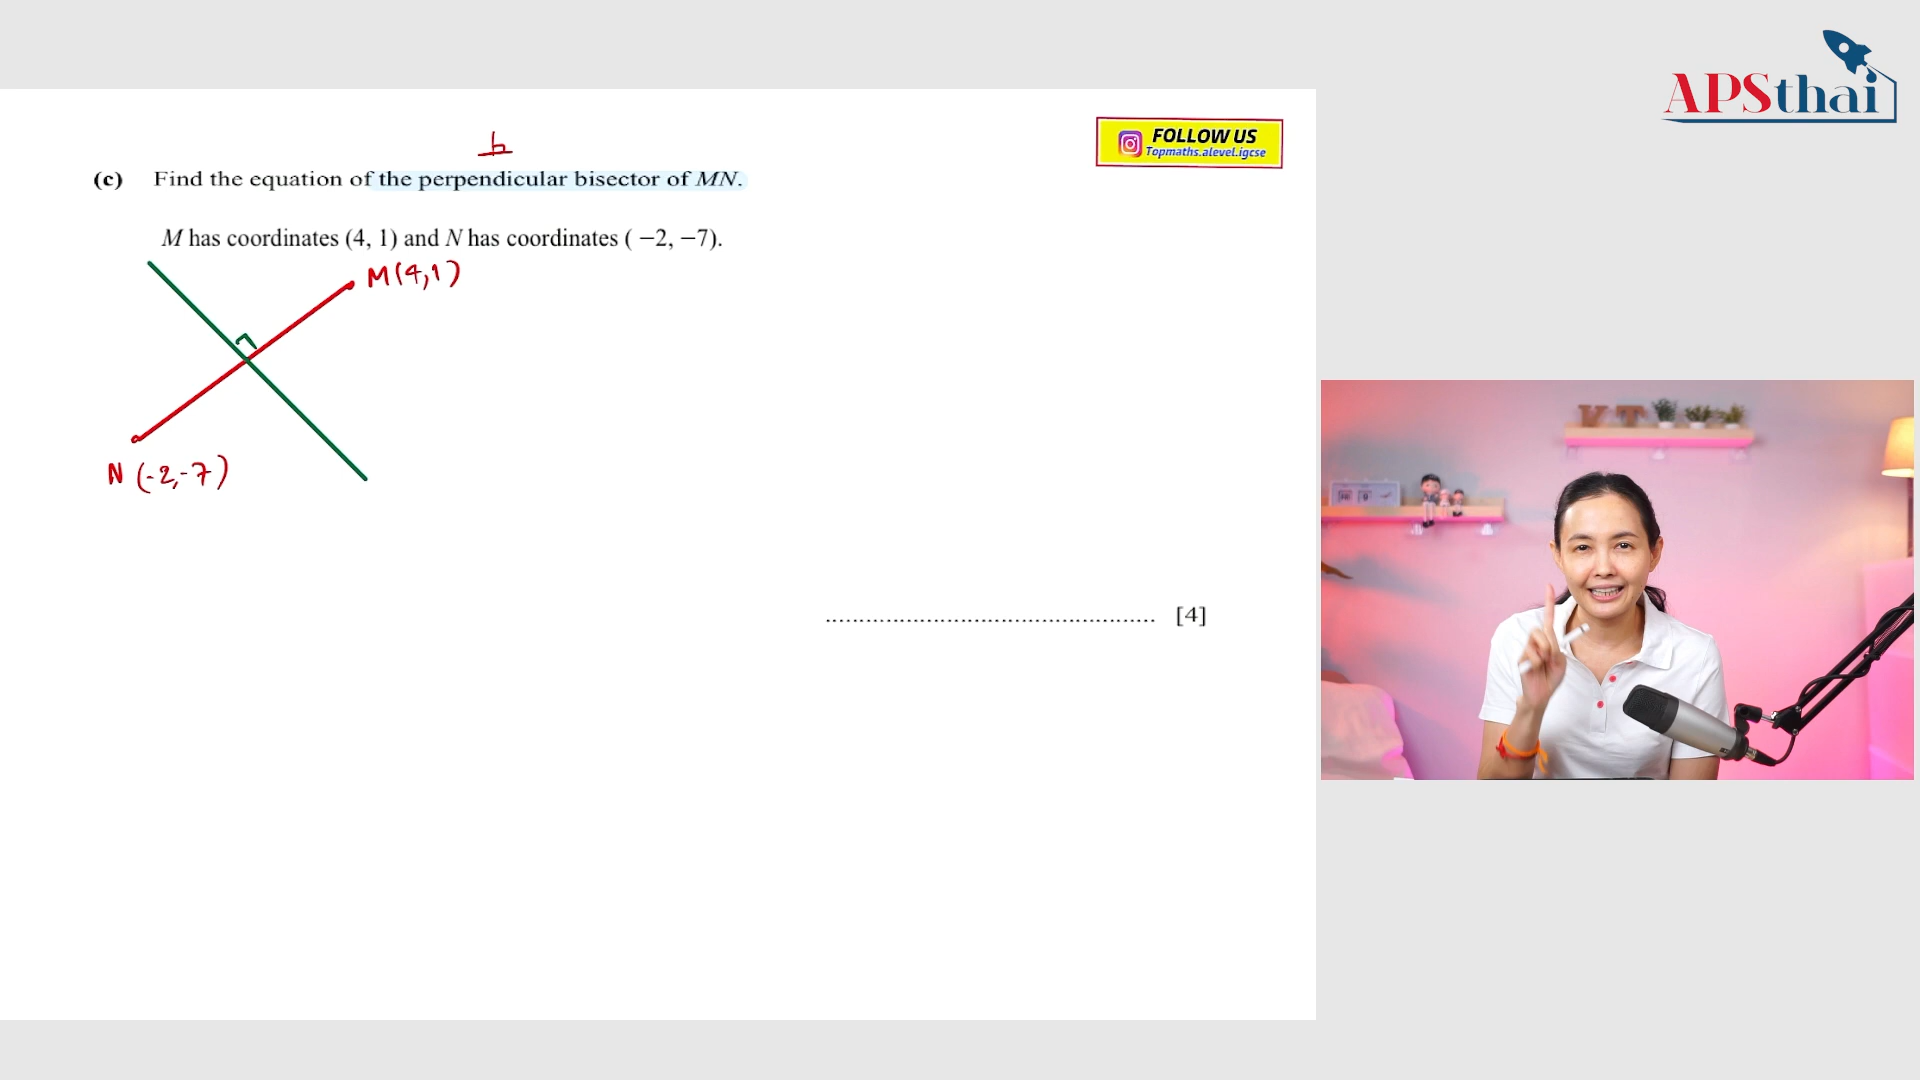 APSthai
FOLLOW US
Topmaths.alevel.igcse
(c) Find the equation of the perpendicular bisector of MN.
M has coordinates (4, 1) and N has coordinates ( −2, −7).
M(4,1)
N (-2,-7)
.................................................. [4]
VT